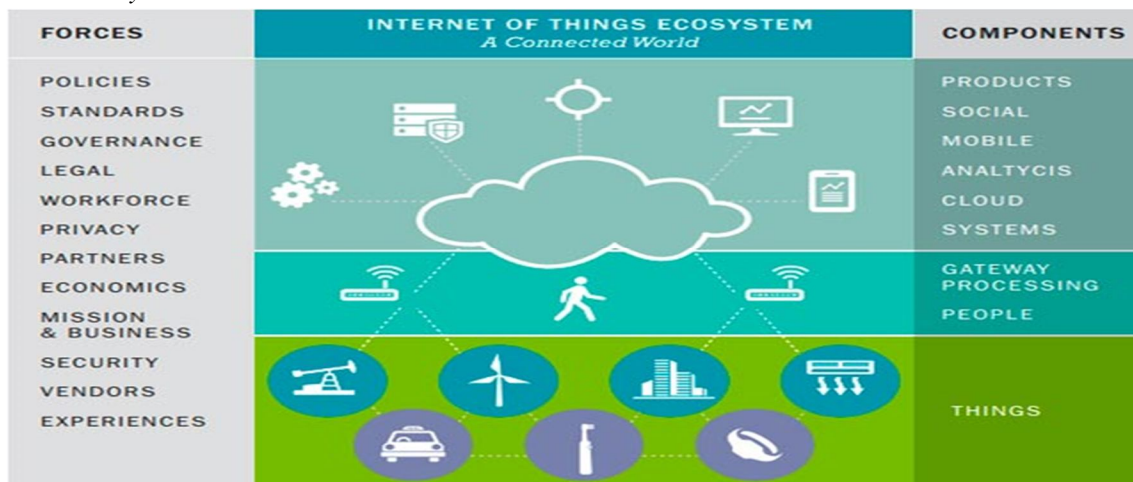 FORCES
INTERNET OF THINGS ECOSYSTEM
A Connected World
COMPONENTS
POLICIES
STANDARDS
GOVERNANCE
LEGAL
WORKFORCE
PRIVACY
PARTNERS
ECONOMICS
MISSION
& BUSINESS
SECURITY
VENDORS
EXPERIENCES
PRODUCTS
SOCIAL
MOBILE
ANALTYCIS
CLOUD
SYSTEMS
GATEWAY
PROCESSING
PEOPLE
THINGS